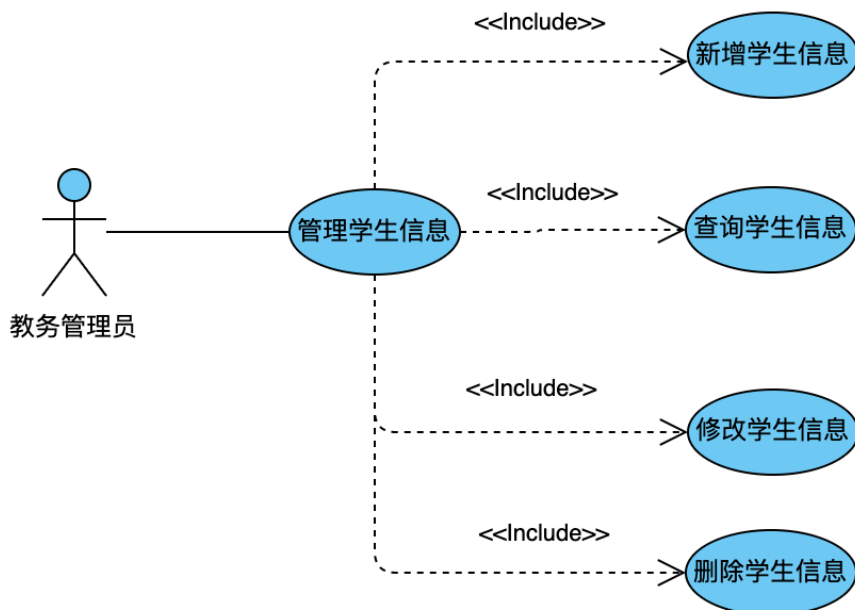 <<Include>>
新增学生信息
<<Include>>
管理学生信息
查询学生信息
教务管理员
<<Include>>
修改学生信息
<<Include>>
删除学生信息